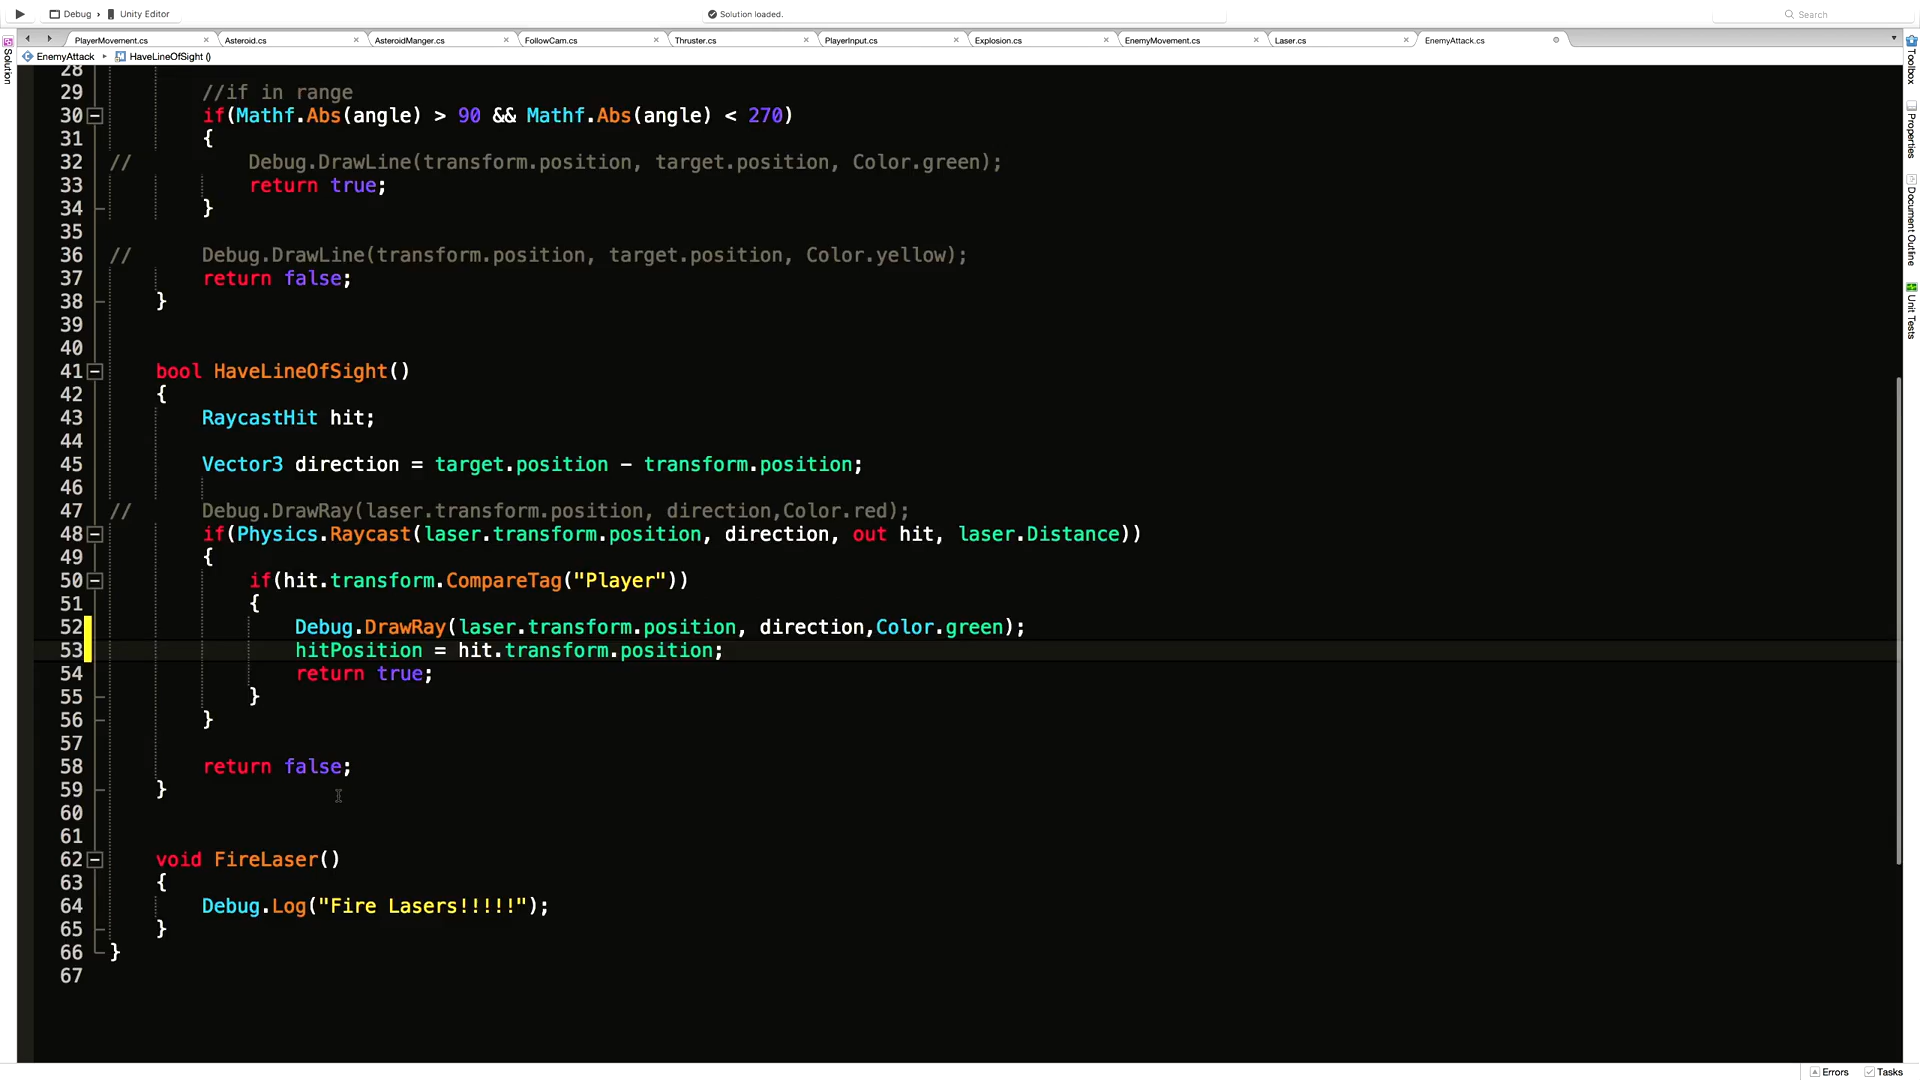 Debug › Unity Editor
Solution loaded.
Search
PlayerMovement.cs
Asteroid.cs
AsteroidManger.cs
FollowCam.cs
Thruster.cs
PlayerInput.cs
Explosion.cs
EnemyMovement.cs
Laser.cs
EnemyAttack.cs
EnemyAttack
HaveLineOfSight ()
Solution
Toolbox
Properties
Document Outline
Unit Tests
28
29 //if in range
30 if(Mathf.Abs(angle) > 90 && Mathf.Abs(angle) < 270)
31 {
32 // Debug.DrawLine(transform.position, target.position, Color.green);
33 return true;
34 }
35
36 // Debug.DrawLine(transform.position, target.position, Color.yellow);
37 return false;
38 }
39
40
41 bool HaveLineOfSight()
42 {
43 RaycastHit hit;
44
45 Vector3 direction = target.position - transform.position;
46
47 // Debug.DrawRay(laser.transform.position, direction,Color.red);
48 if(Physics.Raycast(laser.transform.position, direction, out hit, laser.Distance))
49 {
50 if(hit.transform.CompareTag("Player"))
51 {
52 Debug.DrawRay(laser.transform.position, direction,Color.green);
53 hitPosition = hit.transform.position;
54 return true;
55 }
56 }
57
58 return false;
59 }
60
61
62 void FireLaser()
63 {
64 Debug.Log("Fire Lasers!!!!!");
65 }
66 }
67
Errors
Tasks